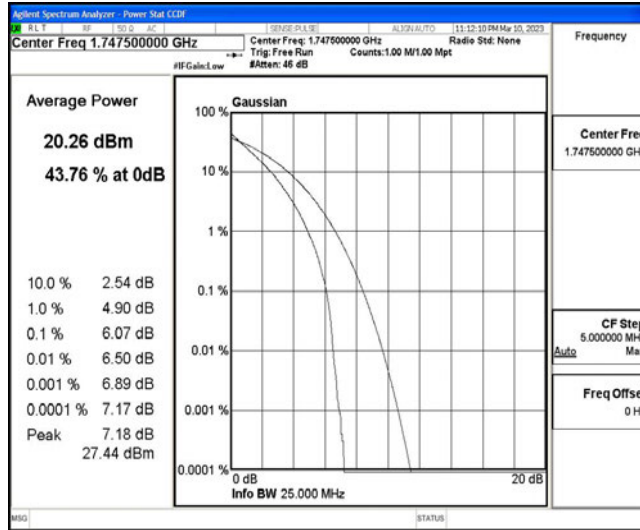 Agilent Spectrum Analyzer - Power Stat CCDF
RLT RF 50 Ω AC SENSE:PULSE ALIGN AUTO 11:12:10 PM Mar 10, 2023
Center Freq 1.747500000 GHz
Center Freq: 1.747500000 GHz Radio Std: None
Trig: Free Run Counts:1.00 M/1.00 Mpt
#IFGain:Low #Atten: 46 dB
Frequency
Average Power
20.26 dBm
43.76 % at 0dB
10.0 % 2.54 dB
1.0 % 4.90 dB
0.1 % 6.07 dB
0.01 % 6.50 dB
0.001 % 6.89 dB
0.0001 % 7.17 dB
Peak 7.18 dB
27.44 dBm
Gaussian
100 %
10 %
1 %
0.1 %
0.01 %
0.001 %
0.0001 %
0 dB 20 dB
Info BW 25.000 MHz
Center Fre
1.747500000 GH
CF Ste
5.000000 MH
Auto Ma
Freq Offse
0 H
MSG STATUS